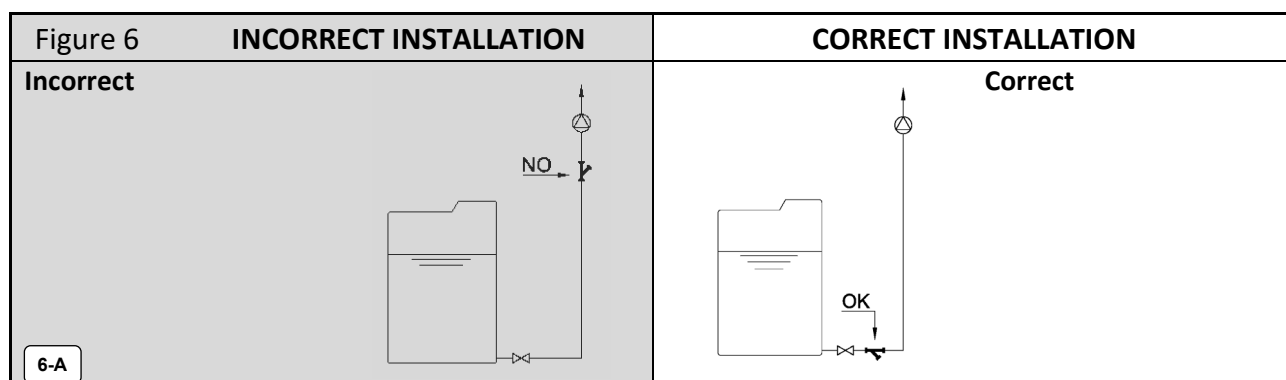 Figure 6 INCORRECT INSTALLATION
CORRECT INSTALLATION
Incorrect
NO
6-A
Correct
OK